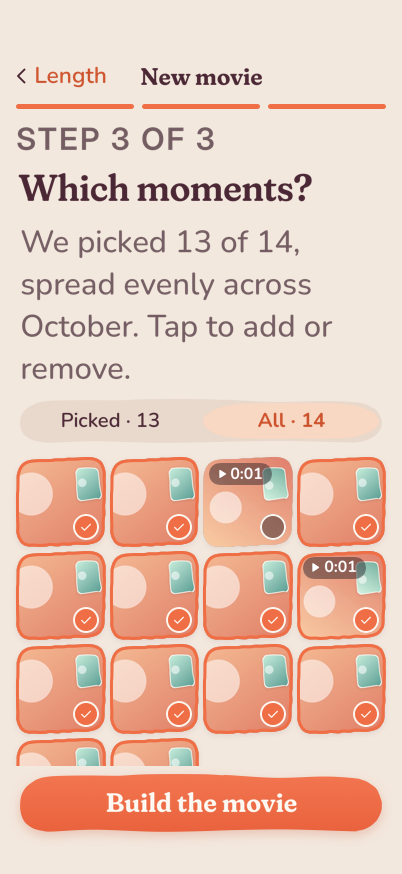 Length
New movie
STEP 3 OF 3
Which moments?
We picked 13 of 14,
spread evenly across
October. Tap to add or
remove.
Picked · 13
All · 14
0:01
0:01
Build the movie